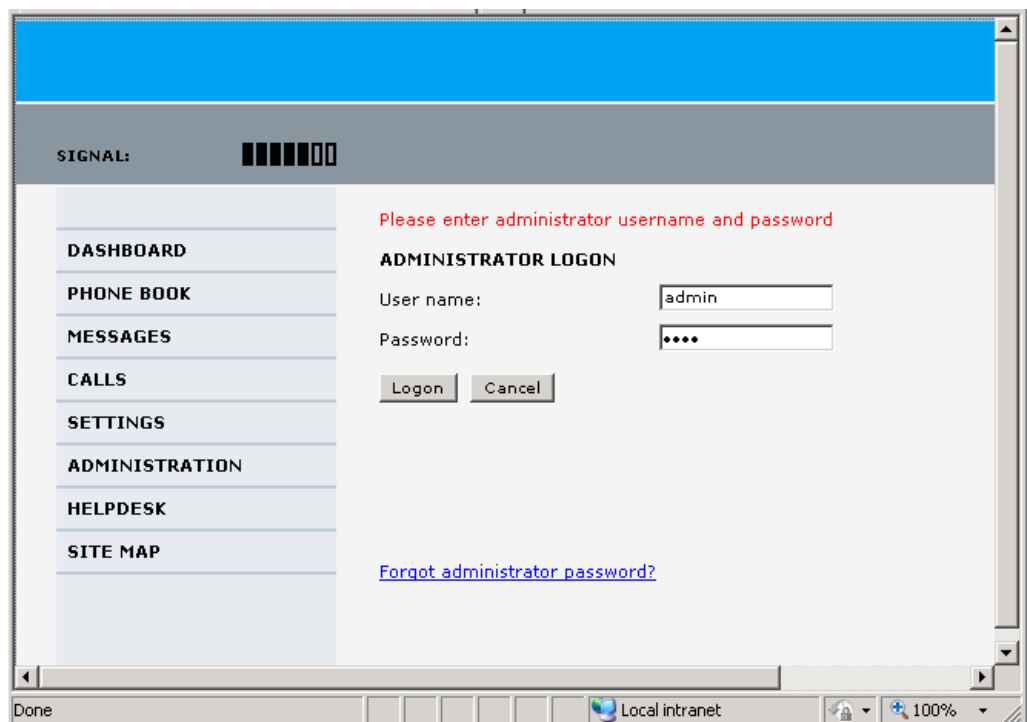 SIGNAL:
Please enter administrator username and password
DASHBOARD
ADMINISTRATOR LOGON
PHONE BOOK
User name:
admin
MESSAGES
Password:
••••
CALLS
Logon
Cancel
SETTINGS
ADMINISTRATION
HELPDESK
SITE MAP
Forgot administrator password?
Done
Local intranet
100%